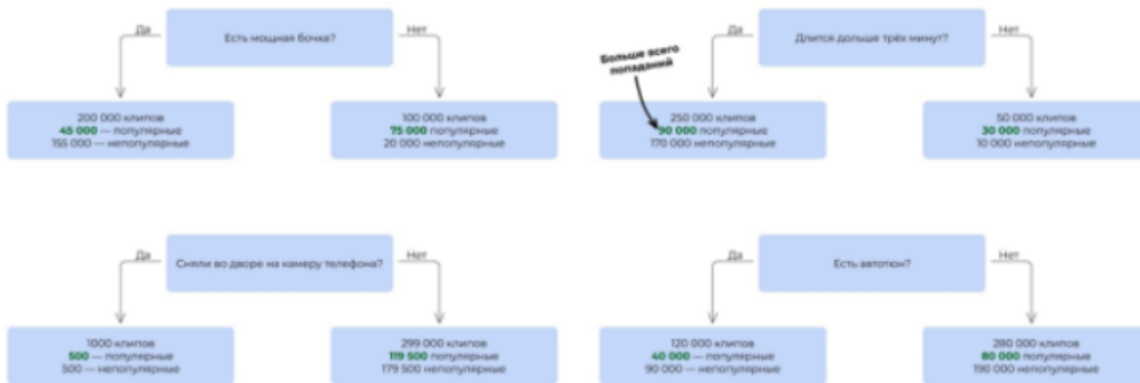 Есть мощная бочка?
Да
Нет
200 000 клипов
45 000 — популярные
155 000 — непопулярные
100 000 клипов
75 000 популярные
20 000 непопулярные
Длится дольше трёх минут?
Да
Нет
Больше всего
попаданий
250 000 клипов
90 000 популярные
170 000 непопулярные
50 000 клипов
30 000 популярные
10 000 непопулярные
Сняли во дворе на камеру телефона?
Да
Нет
1000 клипов
500 — популярные
500 — непопулярные
299 000 клипов
119 500 популярные
179 500 непопулярные
Есть автотюн?
Да
Нет
120 000 клипов
40 000 — популярные
90 000 — непопулярные
280 000 клипов
80 000 популярные
190 000 непопулярные